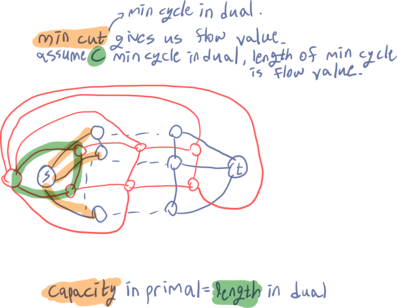 min cycle in dual.
min cut gives us flow value.
assume C min cycle in dual, length of min cycle
is flow value.
s
t
capacity in primal = length in dual